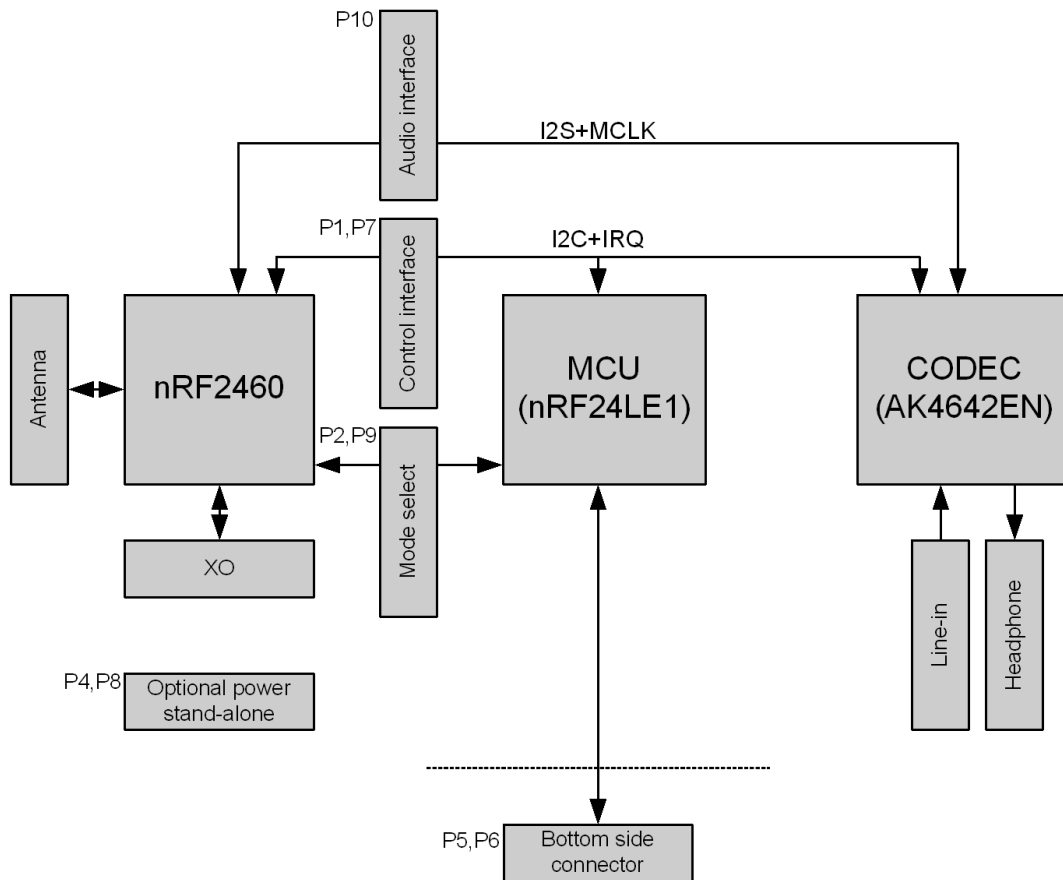 P10
Audio interface
I2S+MCLK
P1,P7
Control interface
I2C+IRQ
Antenna
nRF2460
MCU
(nRF24LE1)
CODEC
(AK4642EN)
P2,P9
Mode select
XO
Line-in
Headphone
P4,P8
Optional power
stand-alone
P5,P6
Bottom side
connector